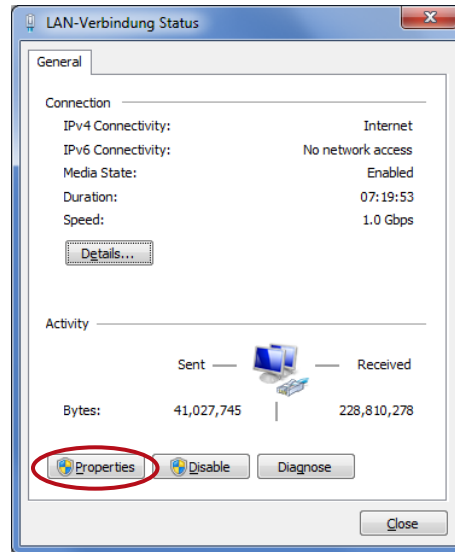 LAN-Verbindung Status
General
Connection
IPv4 Connectivity: Internet
IPv6 Connectivity: No network access
Media State: Enabled
Duration: 07:19:53
Speed: 1.0 Gbps
Details...
Activity
Sent Received
Bytes: 41,027,745 228,810,278
Properties Disable Diagnose
Close